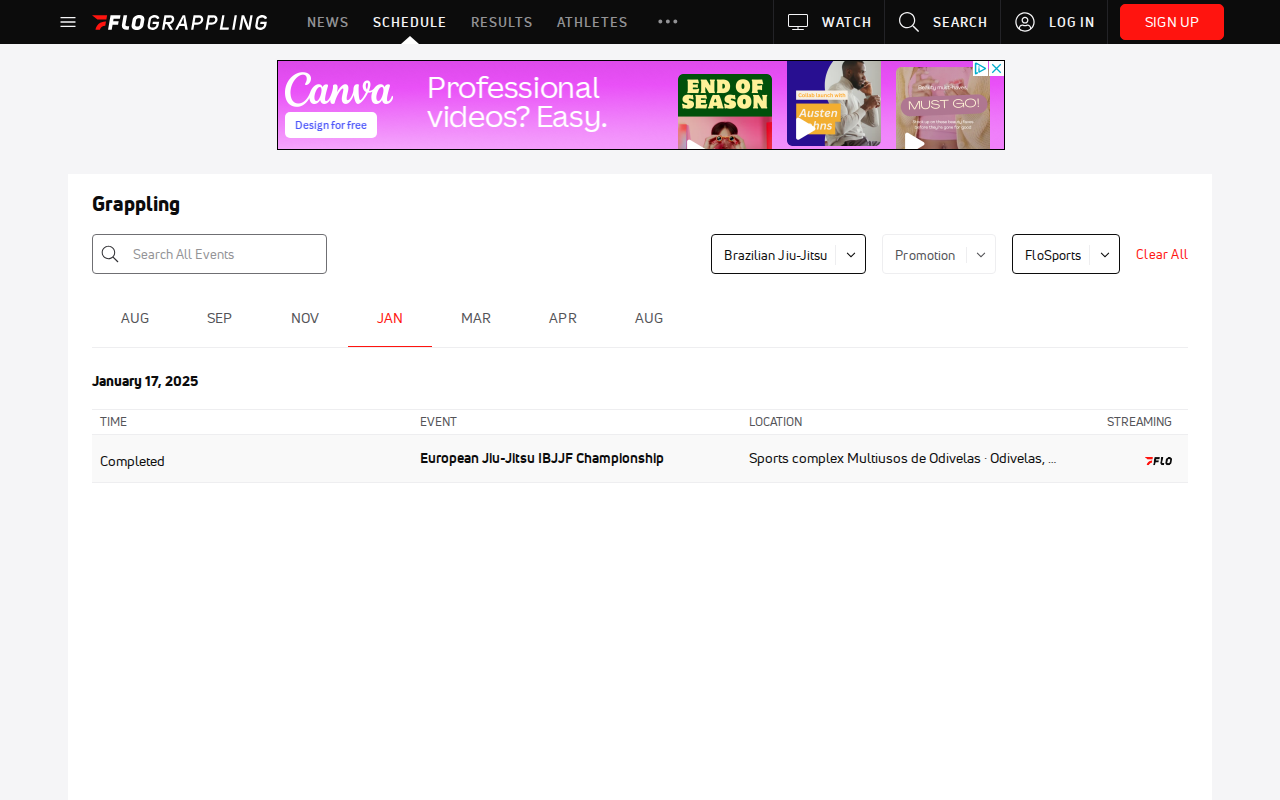 FLOGRAPPLING NEWS SCHEDULE RESULTS ATHLETES WATCH SEARCH LOG IN SIGN UP
Canva
Design for free
Professional
videos? Easy.
END OF
SEASON
Collab launch with
Austen
MUST GO!
Grappling
Search All Events
Brazilian Jiu-Jitsu
Promotion
FloSports
Clear All
AUG SEP NOV JAN MAR APR AUG
January 17, 2025
TIME EVENT LOCATION STREAMING
Completed European Jiu-Jitsu IBJJF Championship Sports complex Multiusos de Odivelas · Odivelas, ... FLO